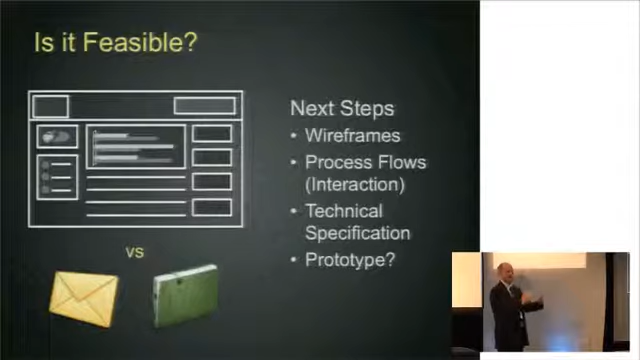 Is it Feasible?
Next Steps
• Wireframes
• Process Flows
(Interaction)
• Technical
Specification
• Prototype?
vs